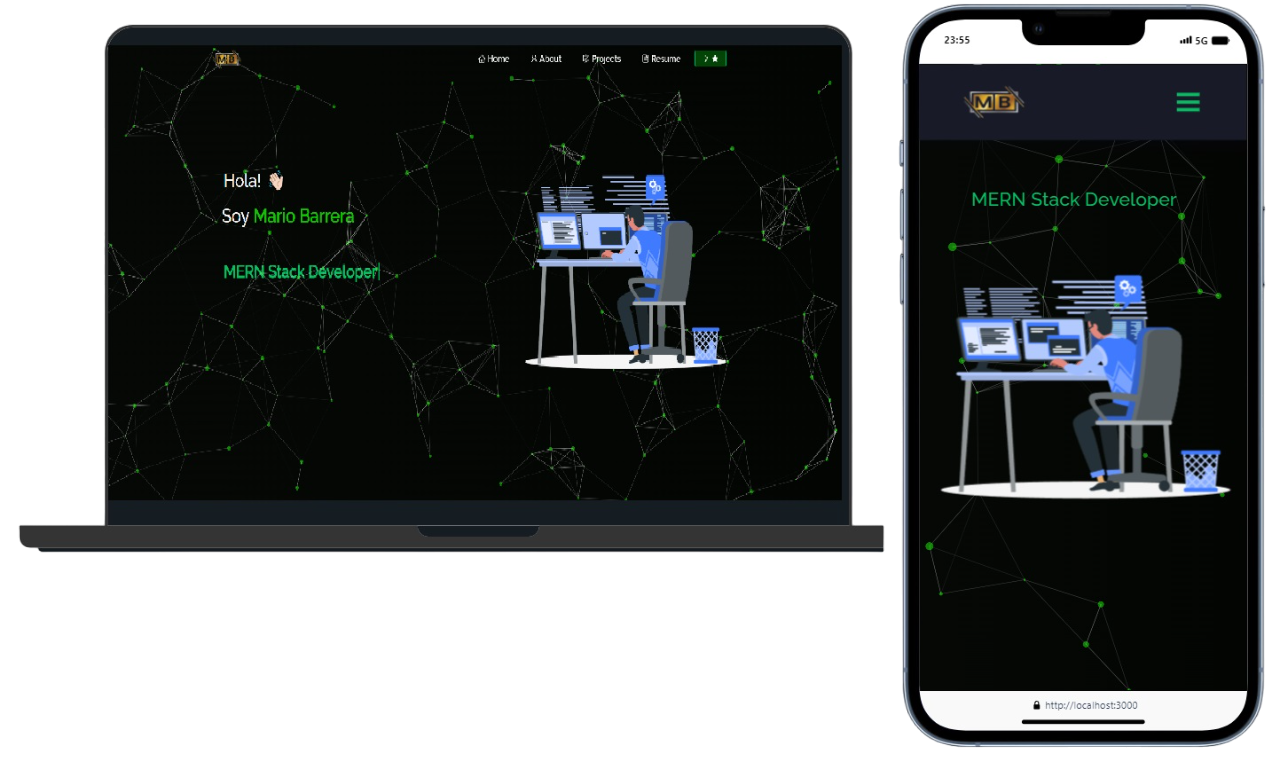 MB
Home About Projects Resume
Hola!
Soy Mario Barrera
MERN Stack Developer
23:55 5G
MB
MERN Stack Developer
http://localhost:3000